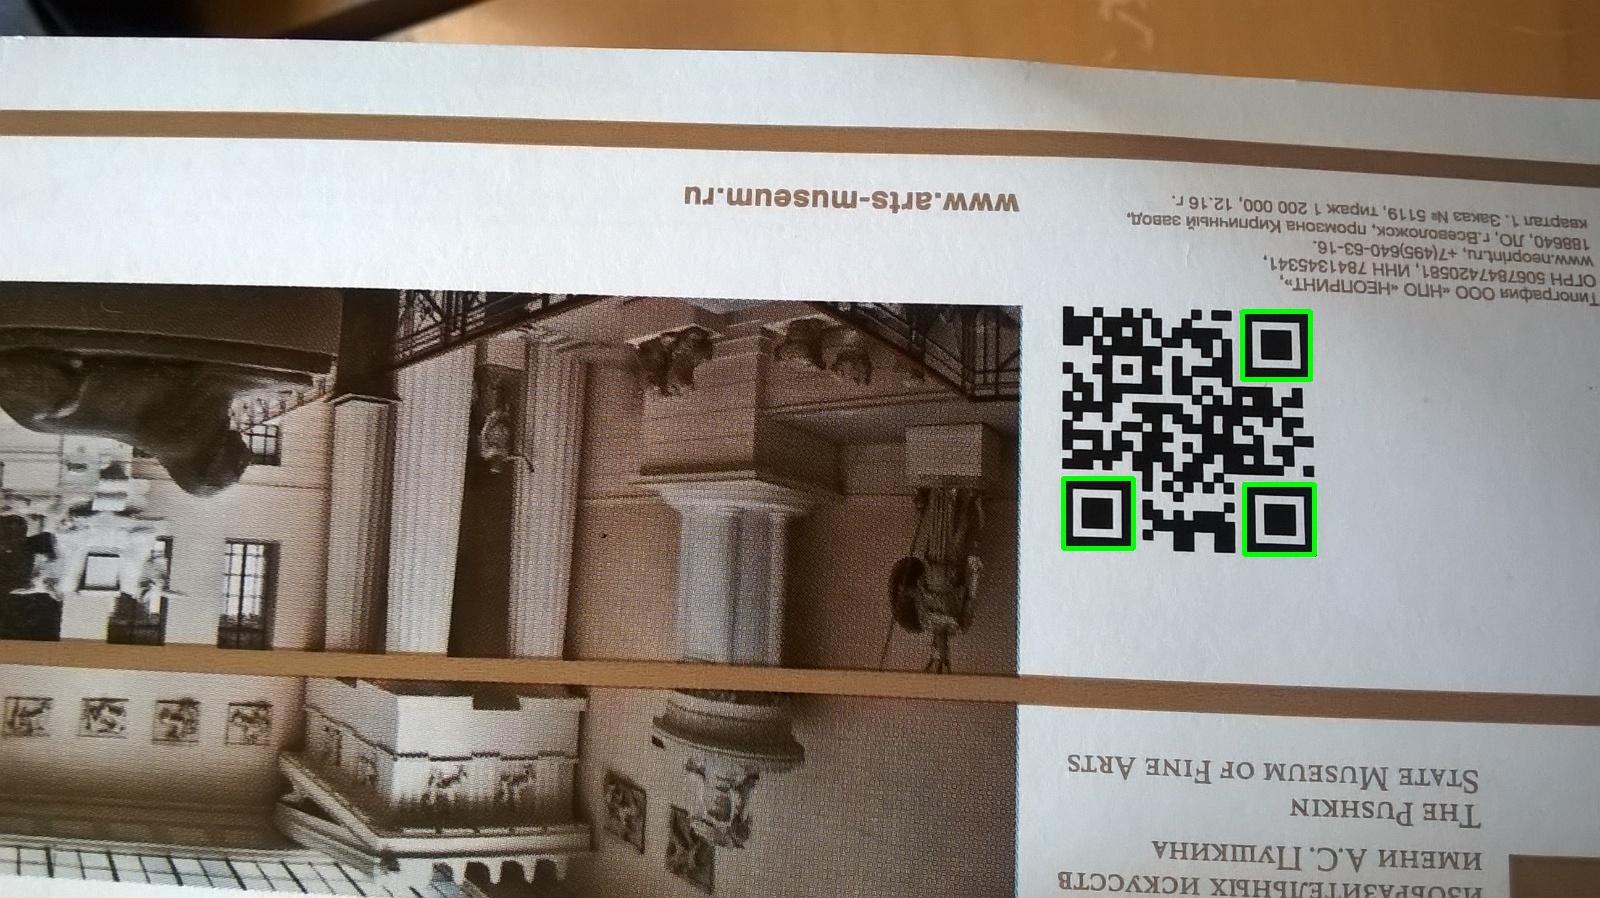 ИЗОБРАЗИТЕЛЬНЫХ ИСКУССТВ
ИМЕНИ А.С. ПУШКИНА
THE PUSHKIN
STATE MUSEUM OF FINE ARTS
Типография ООО «НПО «НЕОПРИНТ»,
ОГРН 5067847420581, ИНН 7841345341,
www.neoprint.ru, +7(495)640-63-16.
188640, ЛО, г.Всеволожск, промзона Кирпичный завод,
квартал 1. Заказ № 5119, тираж 1 200 000, 12.16 г.
www.arts-museum.ru